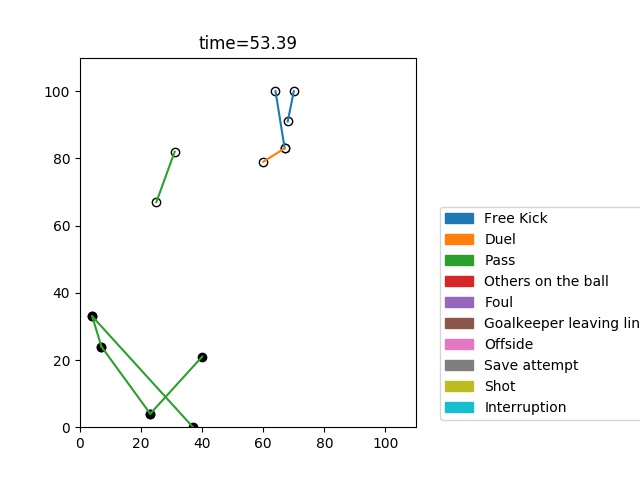 time=53.39
100
80
60
40
20
0
0 20 40 60 80 100
Free Kick
Duel
Pass
Others on the ball
Foul
Goalkeeper leaving lin
Offside
Save attempt
Shot
Interruption